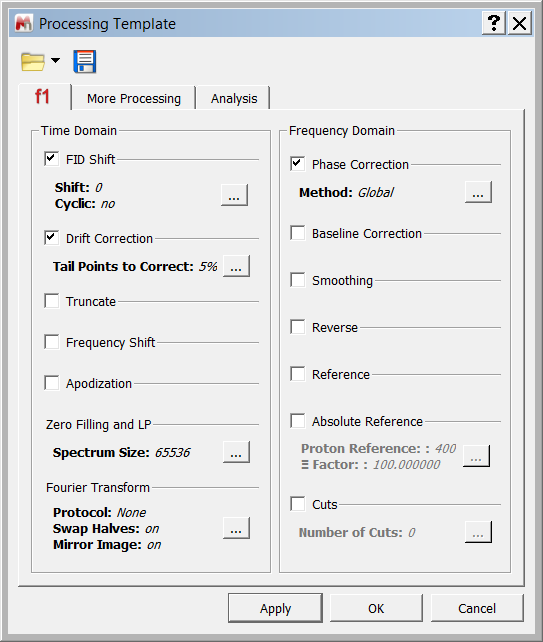 Processing Template
f1
More Processing
Analysis
Time Domain
FID Shift
Shift: 0
Cyclic: no
...
Drift Correction
Tail Points to Correct: 5%
...
Truncate
Frequency Shift
Apodization
Zero Filling and LP
Spectrum Size: 65536
...
Fourier Transform
Protocol: None
Swap Halves: on
Mirror Image: on
...
Frequency Domain
Phase Correction
Method: Global
...
Baseline Correction
Smoothing
Reverse
Reference
Absolute Reference
Proton Reference: : 400
Ξ Factor: : 100.000000
...
Cuts
Number of Cuts: 0
...
Apply
OK
Cancel